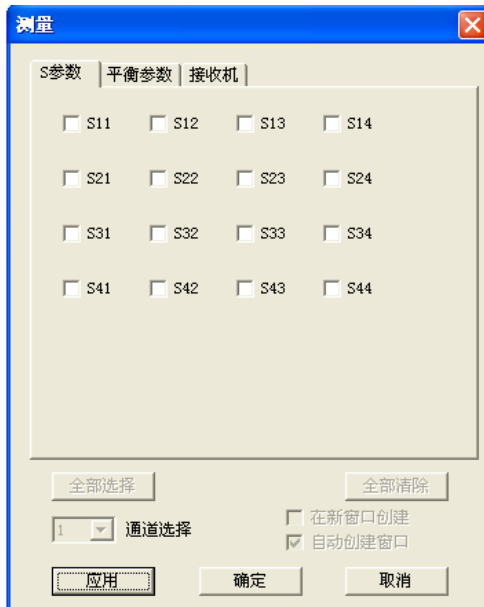 测量
S参数 平衡参数 接收机
S11 S12 S13 S14
S21 S22 S23 S24
S31 S32 S33 S34
S41 S42 S43 S44
全部选择 全部清除
1 通道选择 在新窗口创建
自动创建窗口
应用 确定 取消